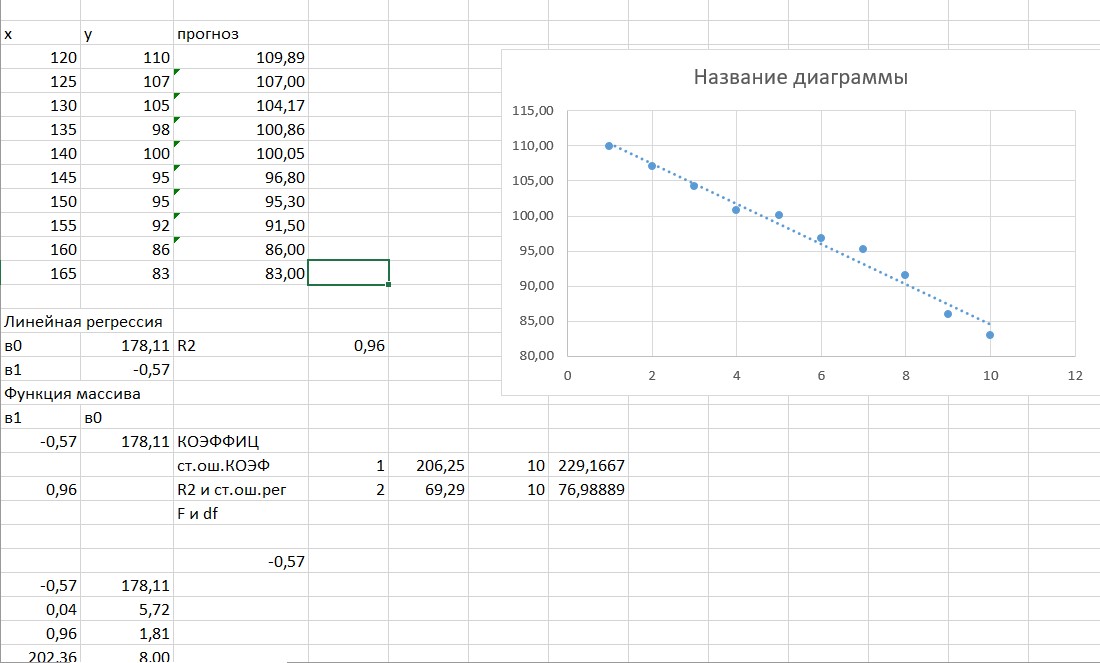 x y прогноз
120 110 109,89
125 107 107,00
130 105 104,17
135 98 100,86
140 100 100,05
145 95 96,80
150 95 95,30
155 92 91,50
160 86 86,00
165 83 83,00
Название диаграммы
115,00
110,00
105,00
100,00
95,00
90,00
85,00
80,00
0 2 4 6 8 10 12
Линейная регрессия
в0 178,11 R2 0,96
в1 -0,57
Функция массива
в1 в0
-0,57 178,11 КОЭФФИЦ
ст.ош.КОЭФ 1 206,25 10 229,1667
0,96 R2 и ст.ош.рег 2 69,29 10 76,98889
F и df
-0,57
-0,57 178,11
0,04 5,72
0,96 1,81
202,36 8,00